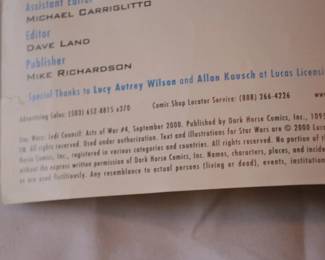 Assistant Editor
Michael Carriglitto
Editor
Dave Land
Publisher
Mike Richardson
Special Thanks to Lucy Autrey Wilson and Allan Kausch at Lucas Licensi
Advertising Sales: (503) 652-8815 x370 Comic Shop Locator Service: (888) 266-4226 www.
Star Wars: Jedi Council: Acts of War #4, September 2000. Published by Dark Horse Comics, Inc., 1095
TM. All rights reserved. Used under authorization. Text and illustrations for Star Wars are © 2000 Lucas
Horse Comics, Inc., registered in various categories and countries. All rights reserved. No portion of t
without the express written permission of Dark Horse Comics, Inc. Names, characters, places, and incide
or are used fictitiously. Any resemblance to actual persons (living or dead), events, institution